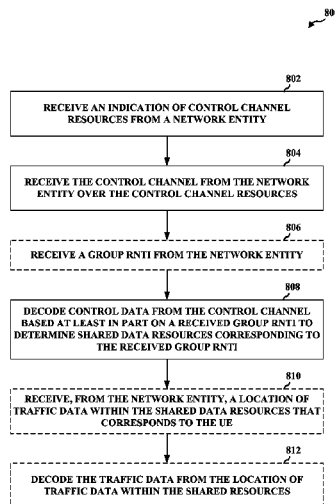 80
802
RECEIVE AN INDICATION OF CONTROL CHANNEL
RESOURCES FROM A NETWORK ENTITY
804
RECEIVE THE CONTROL CHANNEL FROM THE NETWORK
ENTITY OVER THE CONTROL CHANNEL RESOURCES
806
RECEIVE A GROUP RNTI FROM THE NETWORK ENTITY
808
DECODE CONTROL DATA FROM THE CONTROL CHANNEL
BASED AT LEAST IN PART ON A RECEIVED GROUP RNTI TO
DETERMINE SHARED DATA RESOURCES CORRESPONDING TO
THE RECEIVED GROUP RNTI
810
RECEIVE, FROM THE NETWORK ENTITY, A LOCATION OF
TRAFFIC DATA WITHIN THE SHARED DATA RESOURCES THAT
CORRESPONDS TO THE UE
812
DECODE THE TRAFFIC DATA FROM THE LOCATION OF
TRAFFIC DATA WITHIN THE SHARED RESOURCES